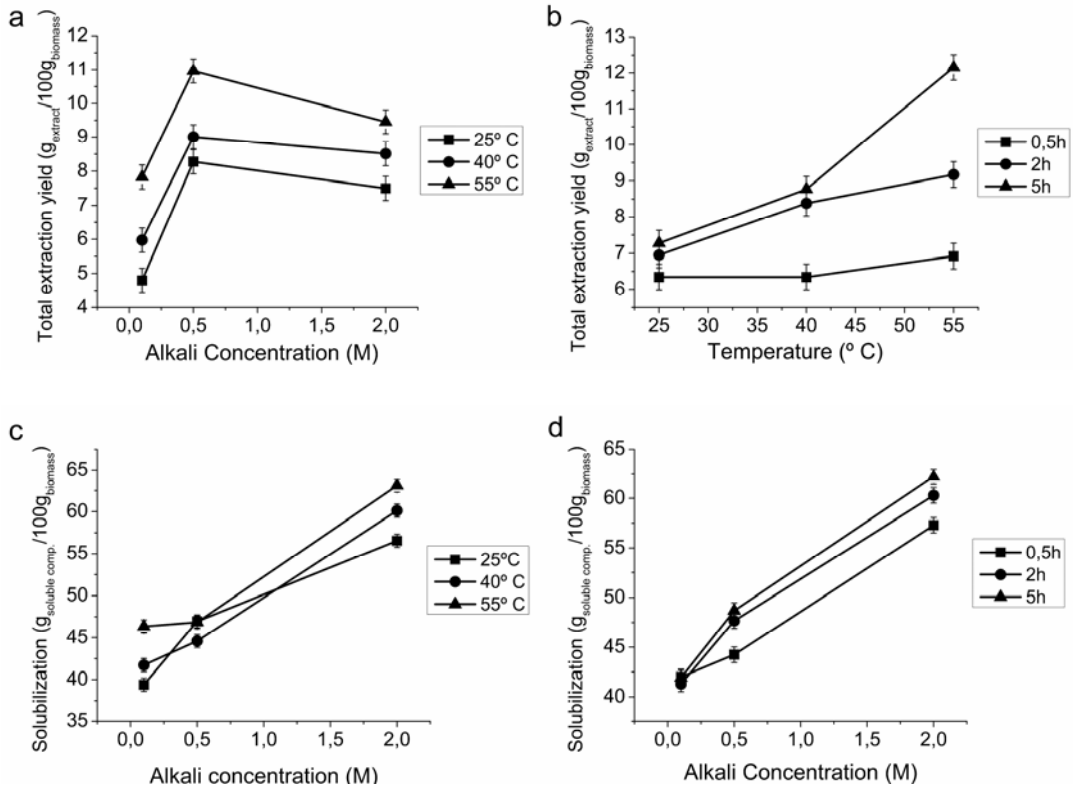 a
Total extraction yield (g_extract/100g_biomass)
11
10
9
8
7
6
5
4
0,0 0,5 1,0 1,5 2,0
Alkali Concentration (M)
25º C
40º C
55º C
b
Total extraction yield (g_extract/100g_biomass)
13
12
11
10
9
8
7
6
25 30 35 40 45 50 55
Temperature (º C)
0,5h
2h
5h
c
Solubilization (g_soluble comp./100g_biomass)
65
60
55
50
45
40
35
0,0 0,5 1,0 1,5 2,0
Alkali concentration (M)
25ºC
40º C
55º C
d
Solubilization (g_soluble comp./100g_biomass)
65
60
55
50
45
40
0,0 0,5 1,0 1,5 2,0
Alkali Concentration (M)
0,5h
2h
5h